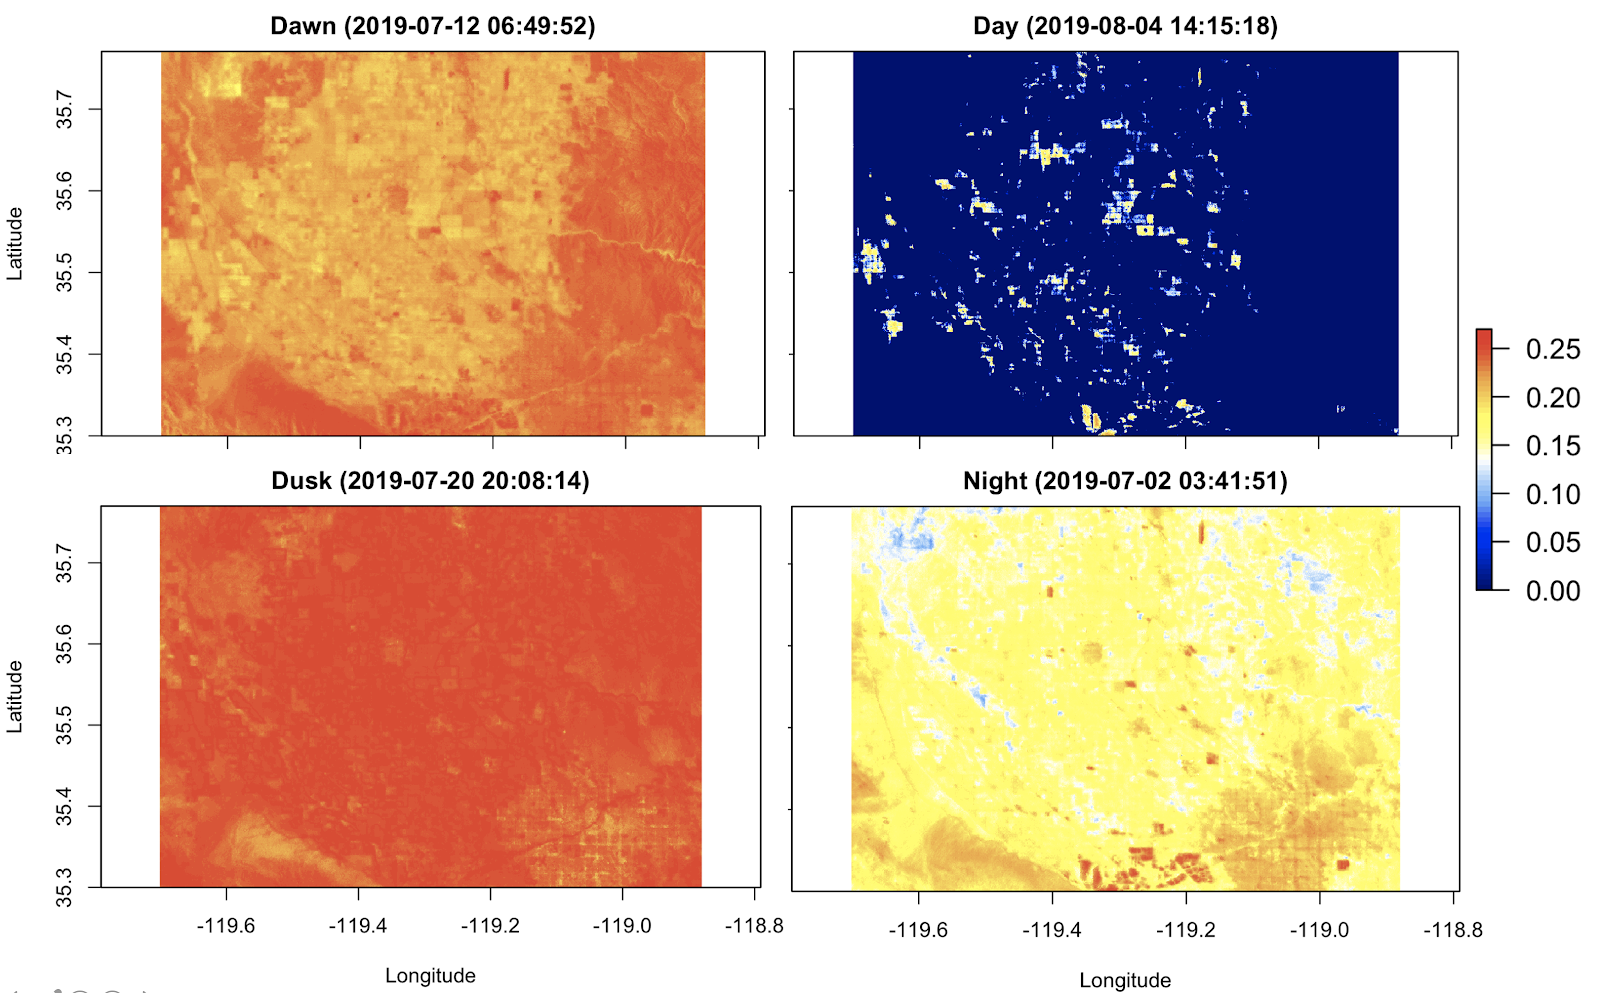 Dawn (2019-07-12 06:49:52)
Day (2019-08-04 14:15:18)
Latitude
35.7
35.6
35.5
35.4
35.3
Dusk (2019-07-20 20:08:14)
Night (2019-07-02 03:41:51)
Latitude
35.7
35.6
35.5
35.4
35.3
0.25
0.20
0.15
0.10
0.05
0.00
-119.6 -119.4 -119.2 -119.0 -118.8
-119.6 -119.4 -119.2 -119.0 -118.8
Longitude
Longitude